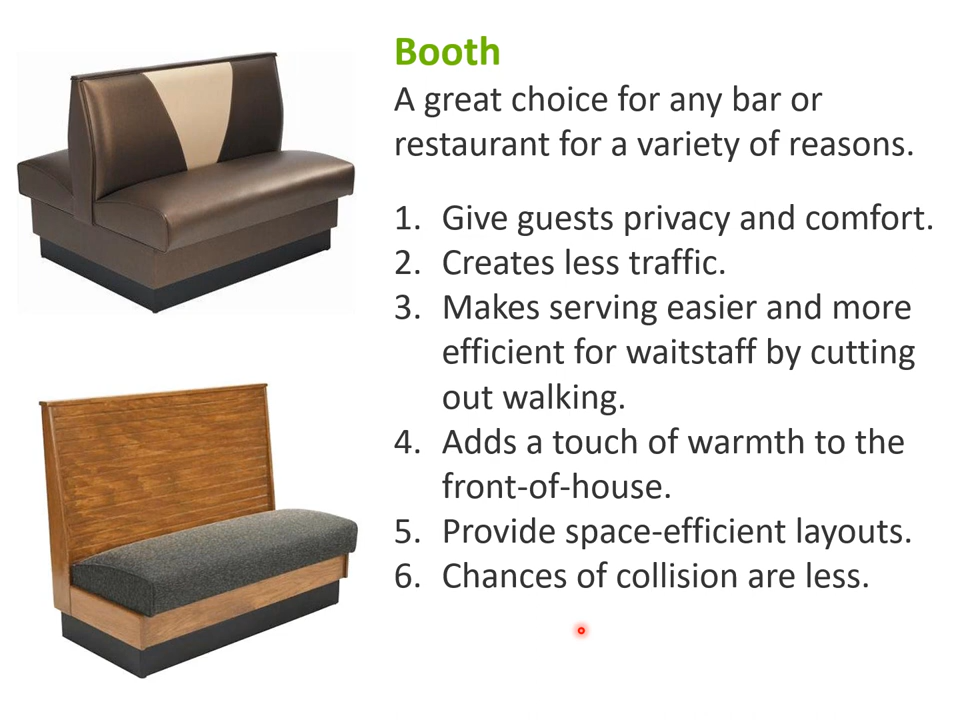 Booth
A great choice for any bar or
restaurant for a variety of reasons.
1. Give guests privacy and comfort.
2. Creates less traffic.
3. Makes serving easier and more
efficient for waitstaff by cutting
out walking.
4. Adds a touch of warmth to the
front-of-house.
5. Provide space-efficient layouts.
6. Chances of collision are less.